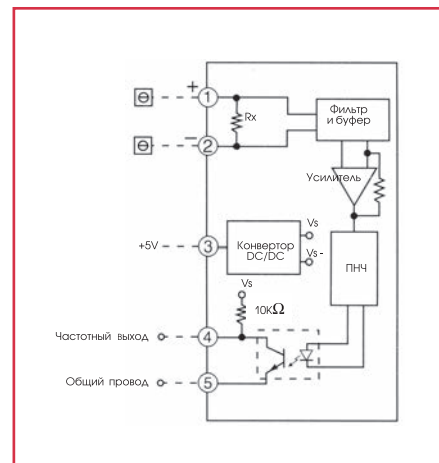 +
1
Rx
Фильтр
и буфер
−
2
Усилитель
+5V
3
Конвертор
DC/DC
Vs
Vs -
ПНЧ
Vs
10KΩ
Частотный выход
4
Общий провод
5